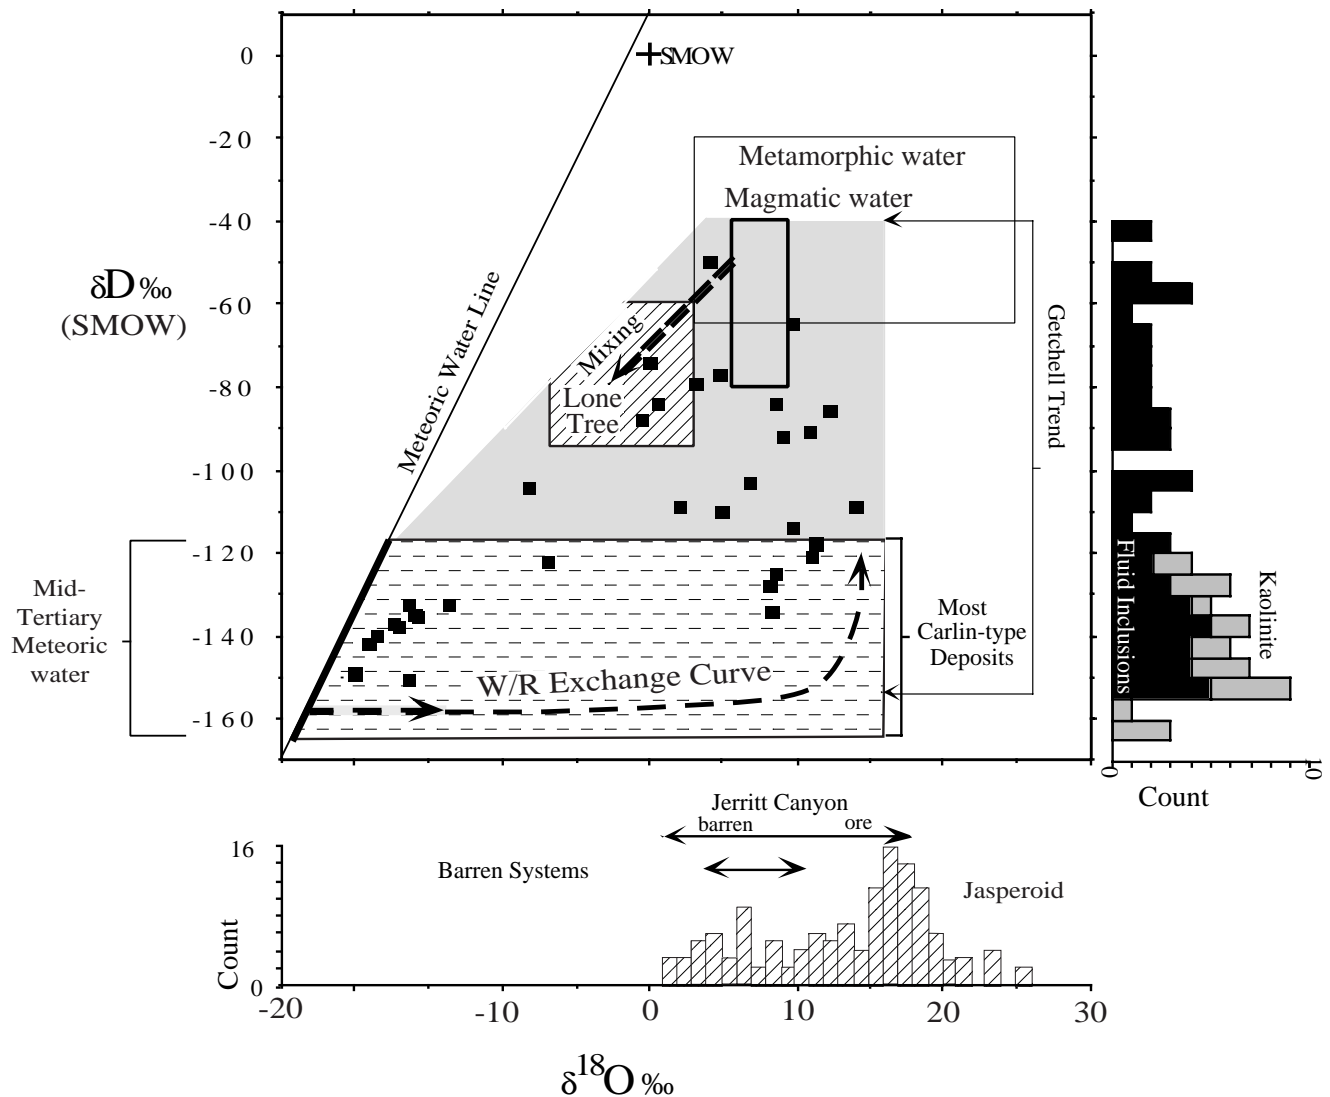 0
SMOW
-20
Metamorphic water
Magmatic water
-40
δD ‰
(SMOW)
-60
-80
-100
-120
-140
-160
Meteoric Water Line
Mixing
Lone
Tree
Getchell Trend
Mid-
Tertiary
Meteoric
water
Most
Carlin-type
Deposits
W/R Exchange Curve
Fluid Inclusions
Kaolinite
0
10
Count
Jerritt Canyon
barren
ore
16
Barren Systems
Jasperoid
Count
0
-20
-10
0
10
20
30
δ18O ‰